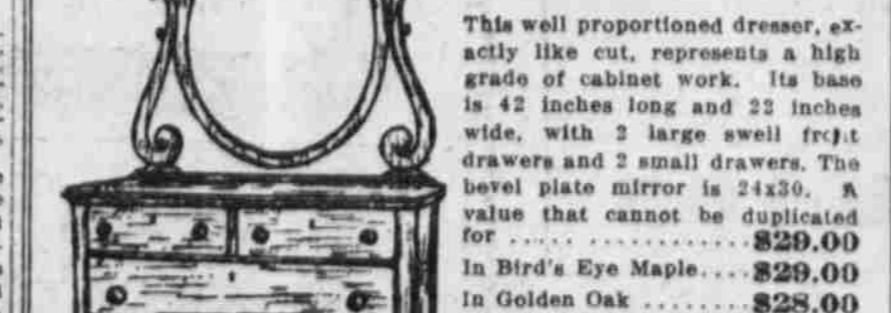 This well proportioned dresser, ex-
actly like cut, represents a high
grade of cabinet work. Its base
is 42 inches long and 22 inches
wide, with 2 large swell front
drawers and 2 small drawers. The
bevel plate mirror is 24x30. A
value that cannot be duplicated
for ..... ............ $29.00
In Bird's Eye Maple.... $29.00
In Golden Oak ........ $28.00